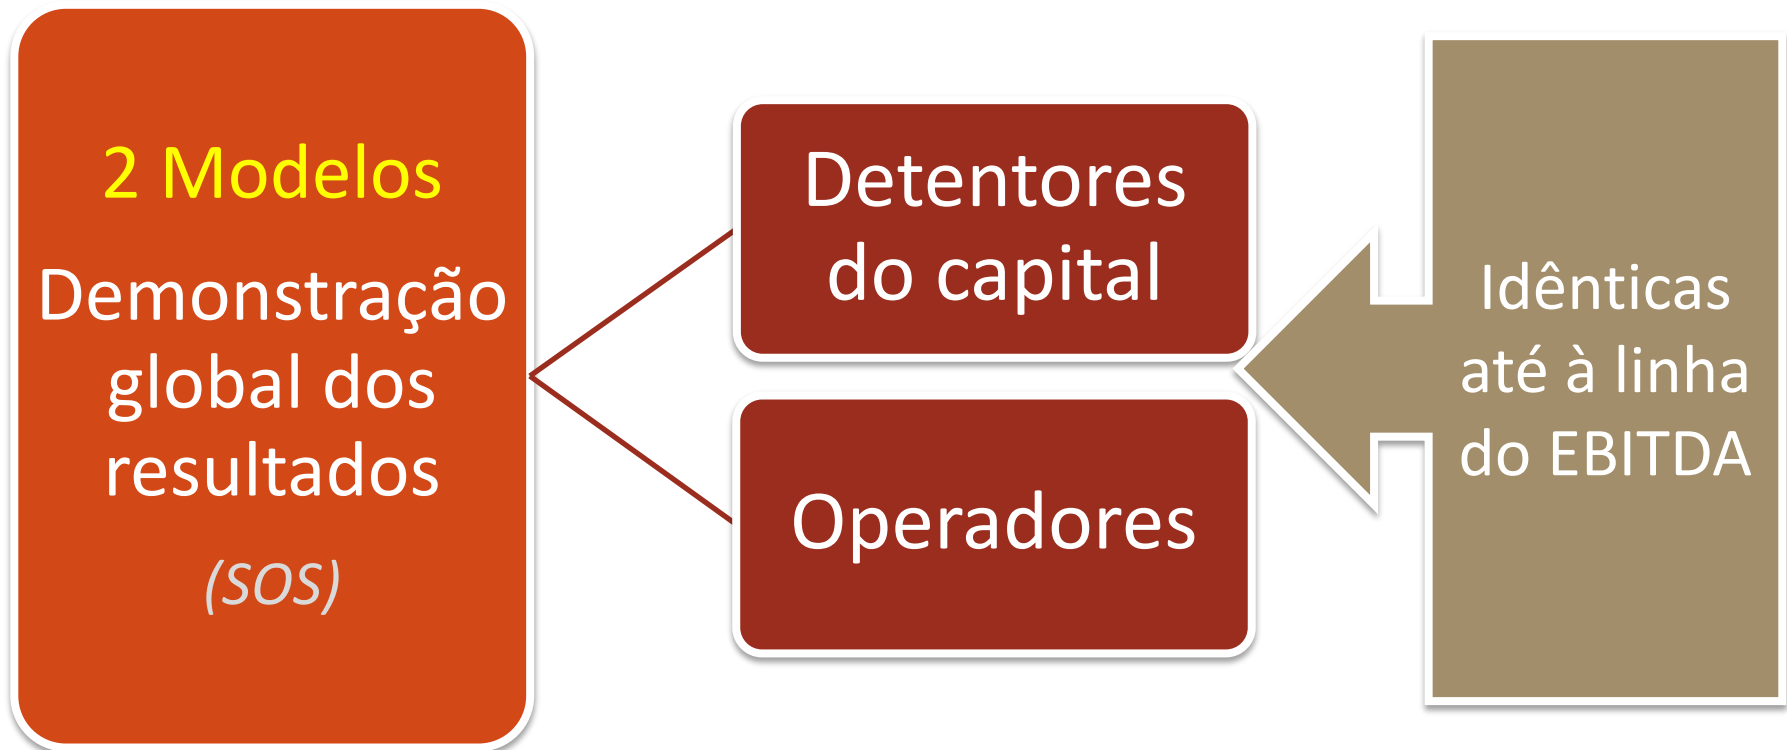 2 Modelos
Demonstração
global dos
resultados
(SOS)
Detentores
do capital
Operadores
Idênticas
até à linha
do EBITDA